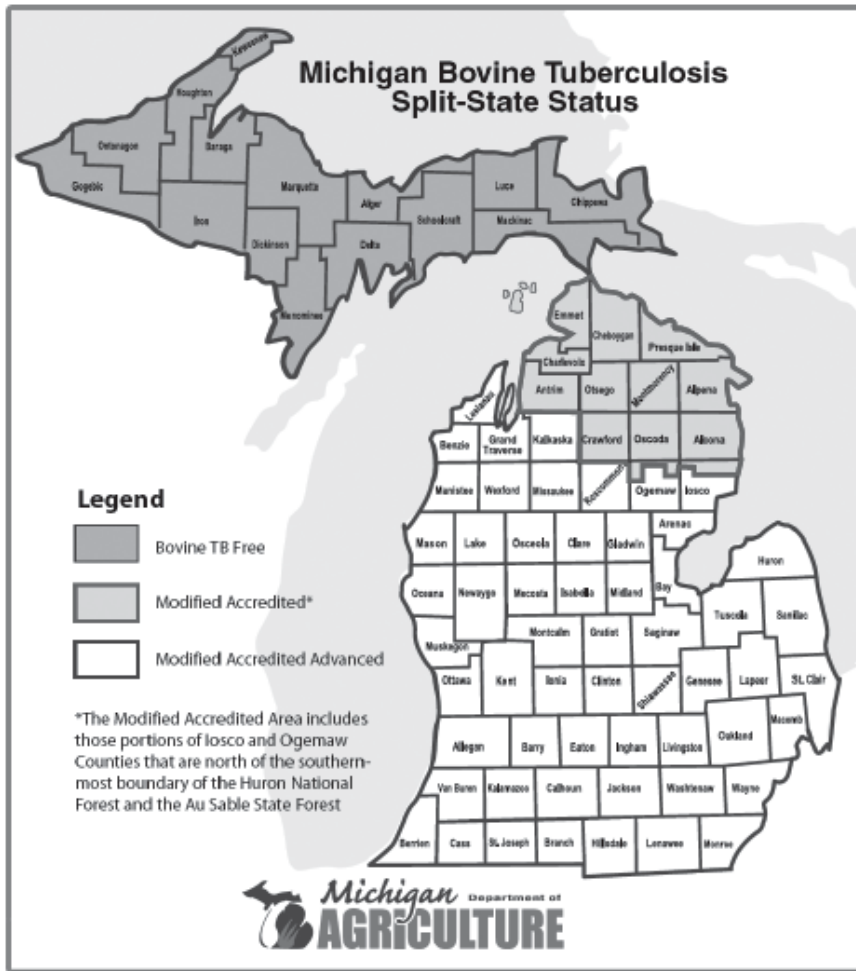 Michigan Bovine Tuberculosis
Split-State Status
Keweenaw
Houghton
Ontonagon
Baraga
Gogebic
Marquette
Luce
Alger
Chippewa
Iron
Schoolcraft
Mackinac
Dickinson
Delta
Menominee
Emmet
Cheboygan
Presque Isle
Charlevoix
Antrim
Otsego
Montmorency
Alpena
Leelanau
Benzie
Grand
Traverse
Kalkaska
Crawford
Oscoda
Alcona
Manistee
Wexford
Missaukee
Roscommon
Ogemaw
Iosco
Arenac
Mason
Lake
Osceola
Clare
Gladwin
Huron
Oceana
Newaygo
Mecosta
Isabella
Midland
Bay
Tuscola
Sanilac
Montcalm
Gratiot
Saginaw
Muskegon
Ottawa
Kent
Ionia
Clinton
Shiawassee
Genesee
Lapeer
St. Clair
Macomb
Oakland
Allegan
Barry
Eaton
Ingham
Livingston
Van Buren
Kalamazoo
Calhoun
Jackson
Washtenaw
Wayne
Berrien
Cass
St. Joseph
Branch
Hillsdale
Lenawee
Monroe
Legend
Bovine TB Free
Modified Accredited*
Modified Accredited Advanced
*The Modified Accredited Area includes
those portions of Iosco and Ogemaw
Counties that are north of the southern-
most boundary of the Huron National
Forest and the Au Sable State Forest
Michigan Department of
AGRICULTURE